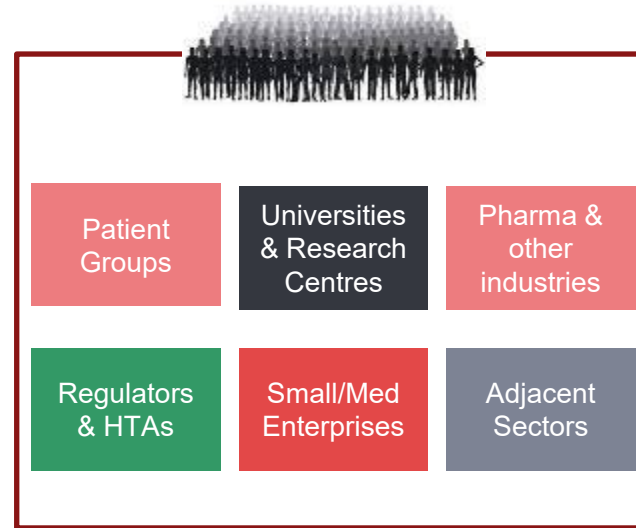 Patient
Groups
Universities
& Research
Centres
Pharma &
other
industries
Regulators
& HTAs
Small/Med
Enterprises
Adjacent
Sectors